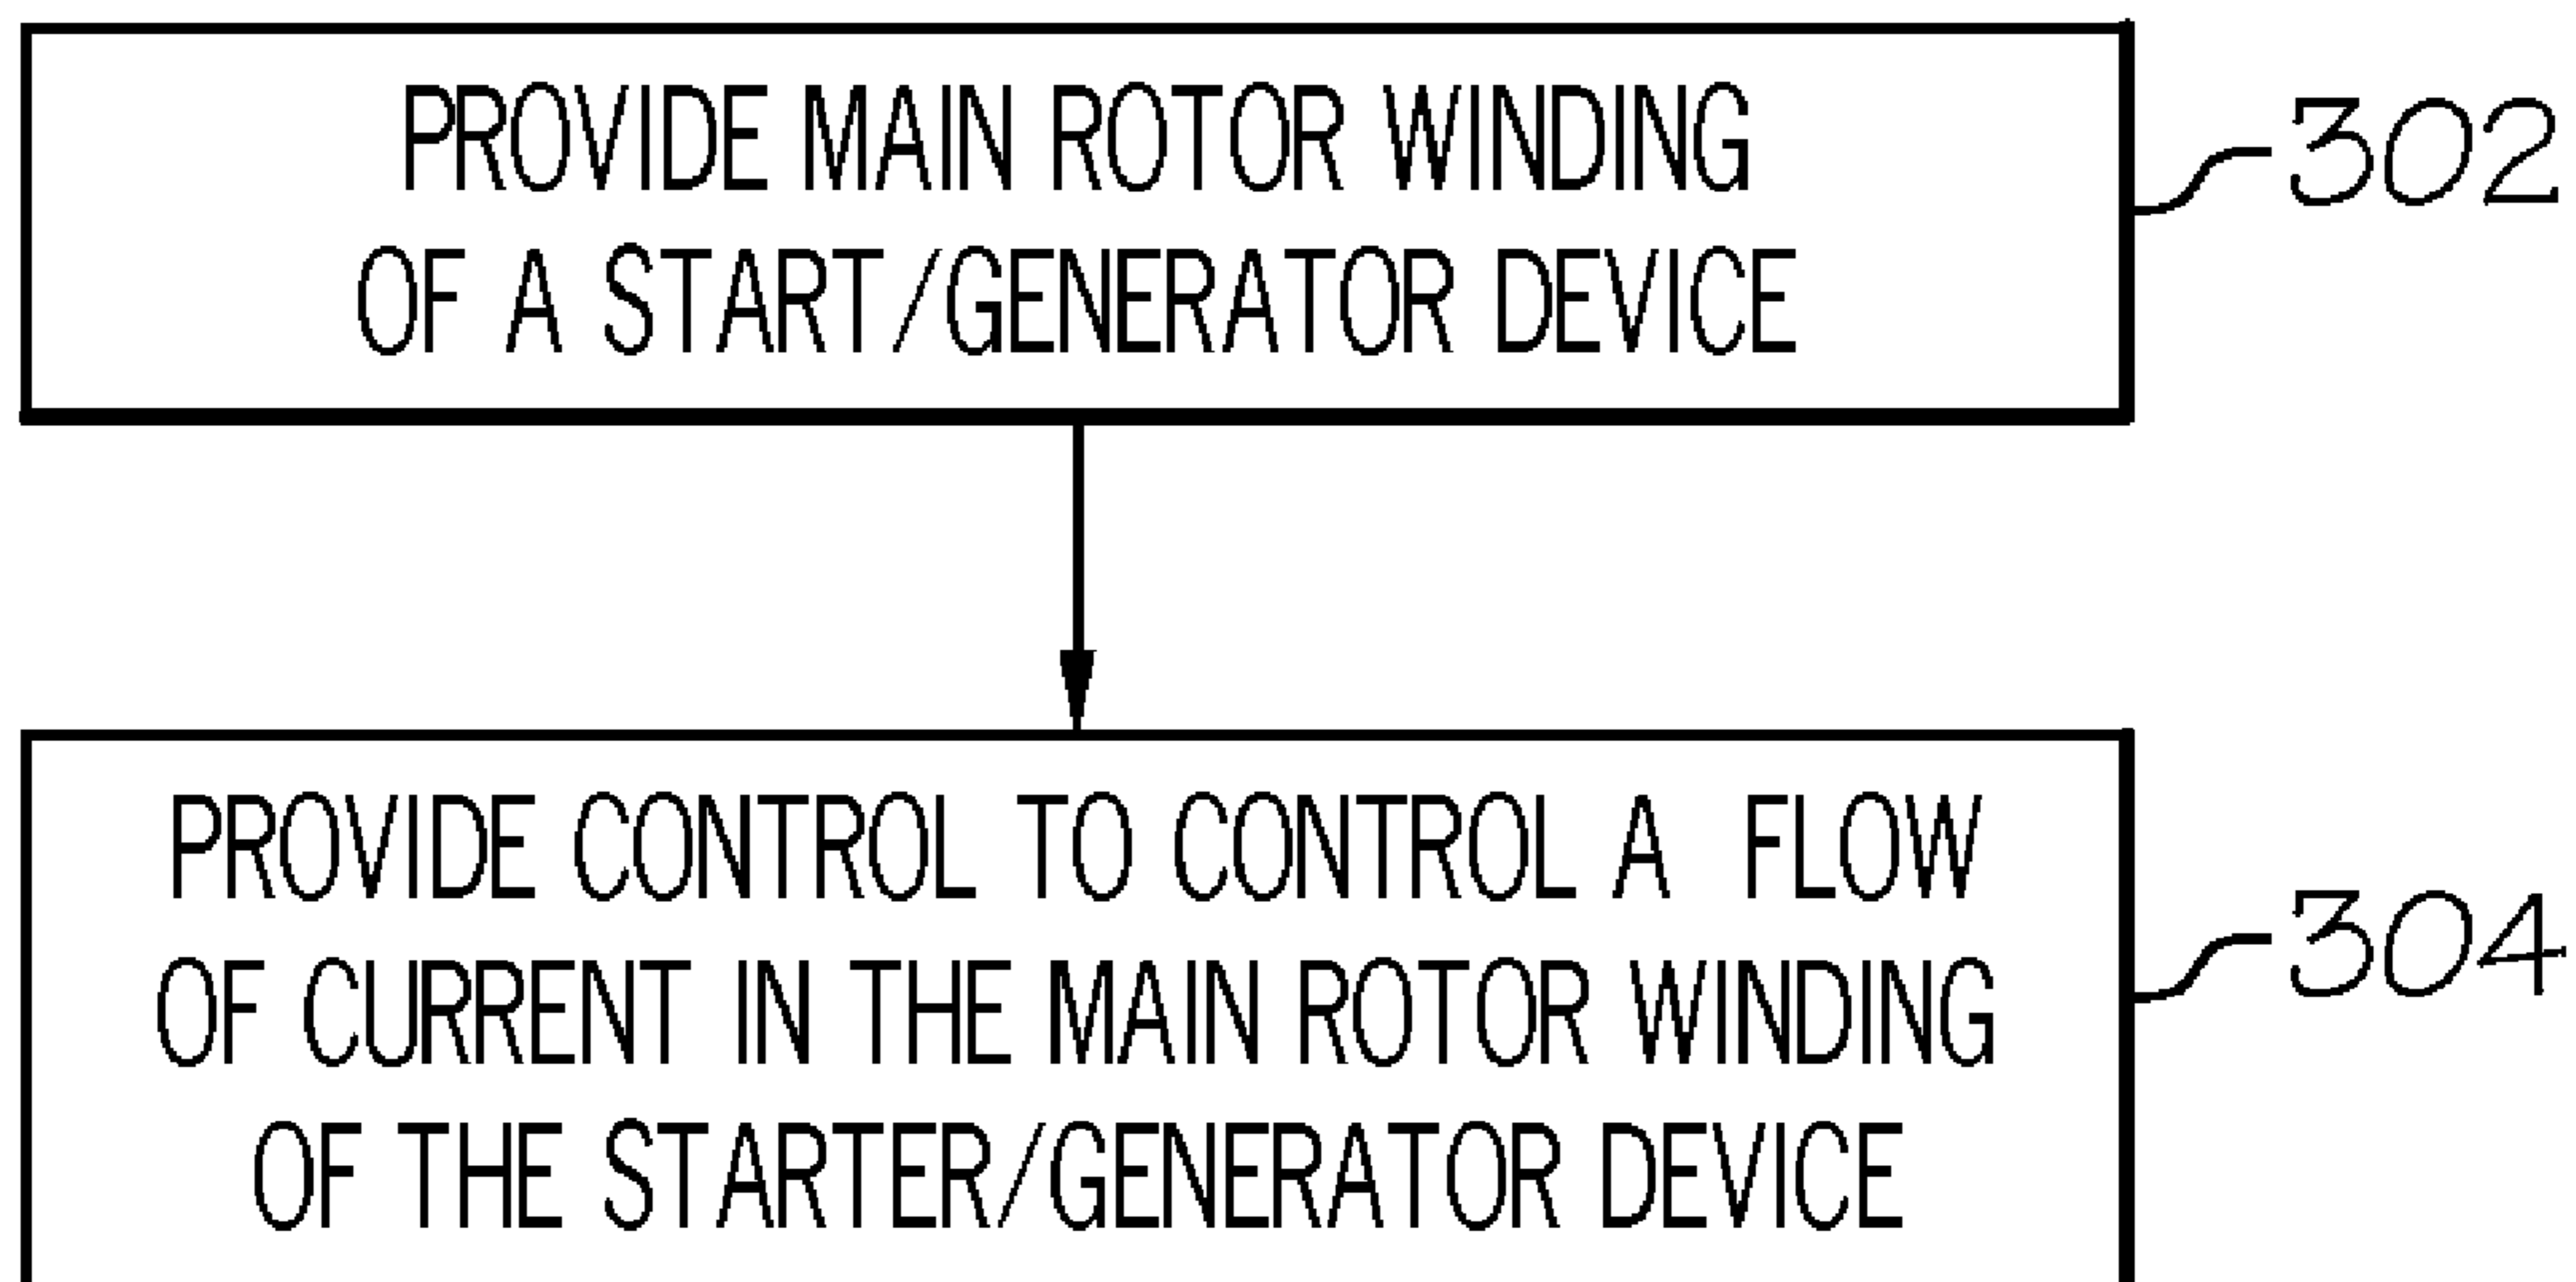 PROVIDE MAIN ROTOR WINDING
OF A START/GENERATOR DEVICE
302
PROVIDE CONTROL TO CONTROL A FLOW
OF CURRENT IN THE MAIN ROTOR WINDING
OF THE STARTER/GENERATOR DEVICE
304